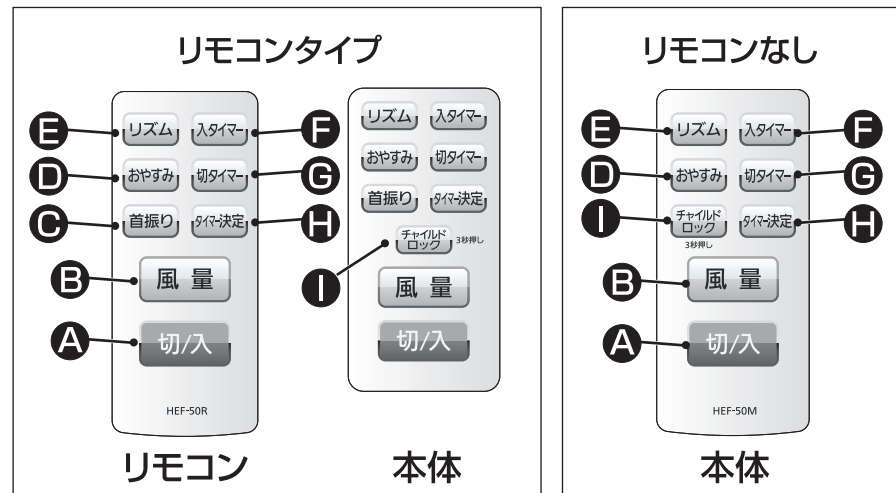 リモコンタイプ
E リズム 入タイマー F
D おやすみ 切タイマー G
C 首振り タイマー決定 H
B 風 量
A 切/入
HEF-50R
リモコン
リズム 入タイマー
おやすみ 切タイマー
首振り タイマー決定
I チャイルド
ロック 3秒押し
風 量
切/入
本体
リモコンなし
E リズム 入タイマー F
D おやすみ 切タイマー G
I チャイルド
ロック タイマー決定 H
3秒押し
B 風 量
A 切/入
HEF-50M
本体